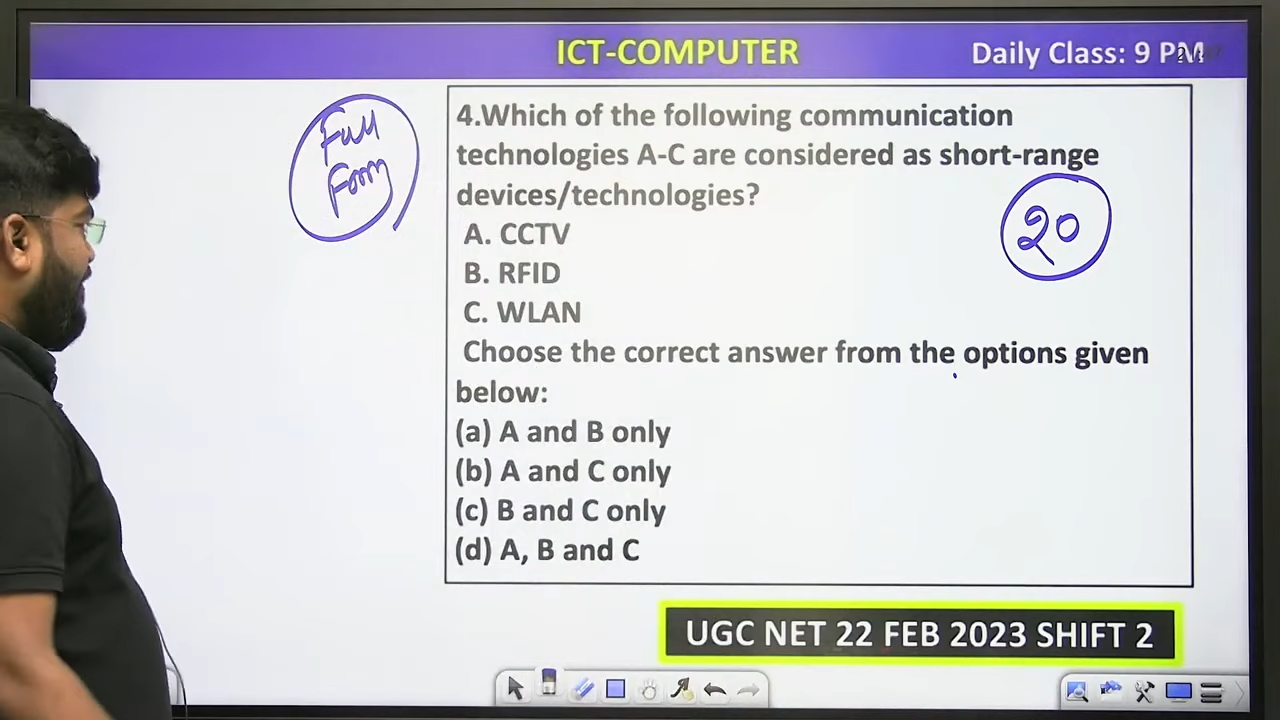 ICT-COMPUTER
Daily Class: 9 PM
Full
Form
4.Which of the following communication
technologies A-C are considered as short-range
devices/technologies?
20
A. CCTV
B. RFID
C. WLAN
Choose the correct answer from the options given
below:
(a) A and B only
(b) A and C only
(c) B and C only
(d) A, B and C
UGC NET 22 FEB 2023 SHIFT 2